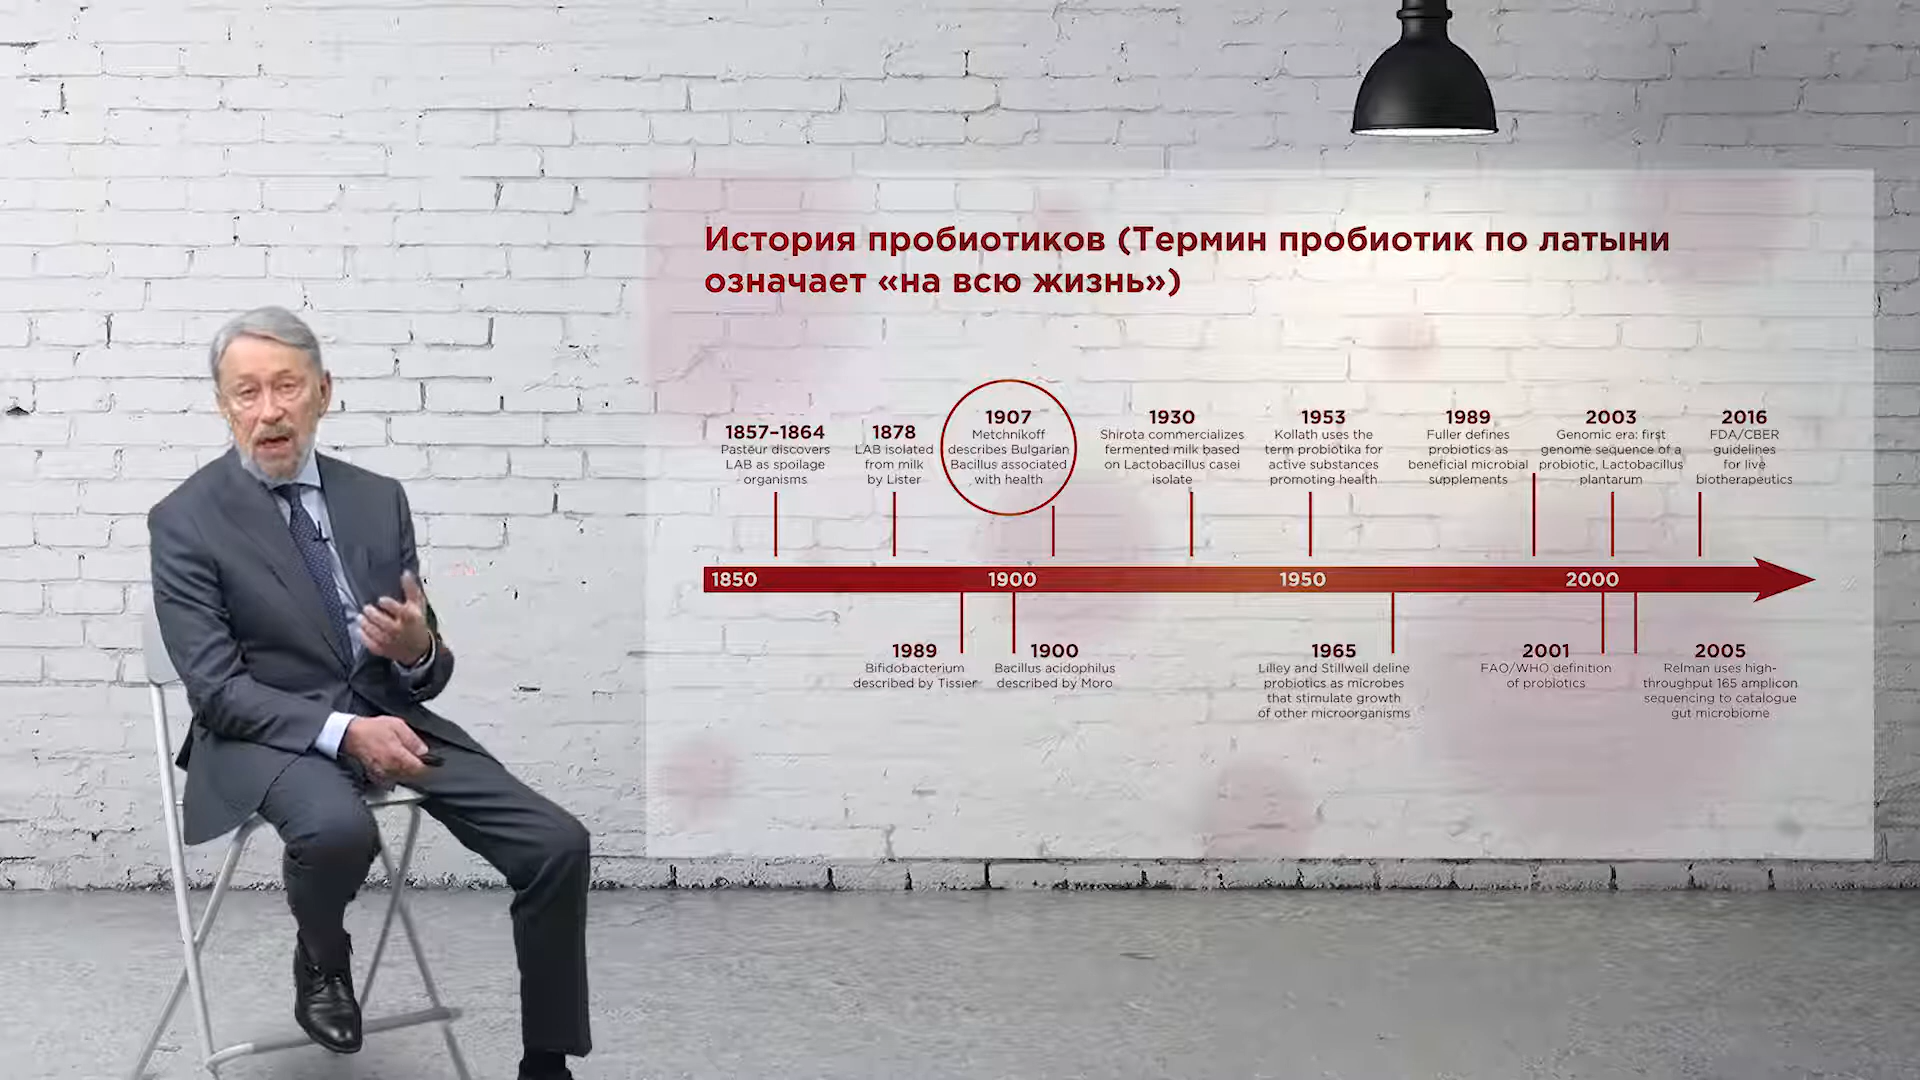 История пробиотиков (Термин пробиотик по латыни
означает «на всю жизнь»)
1857–1864
Pasteur discovers
LAB as spoilage
organisms
1878
LAB isolated
from milk
by Lister
1907
Metchnikoff
describes Bulgarian
Bacillus associated
with health
1930
Shirota commercializes
fermented milk based
on Lactobacillus casei
isolate
1953
Kollath uses the
term probiotika for
active substances
promoting health
1989
Fuller defines
probiotics as
beneficial microbial
supplements
2003
Genomic era: first
genome sequence of a
probiotic, Lactobacillus
plantarum
2016
FDA/CBER
guidelines
for live
biotherapeutics
1850
1900
1950
2000
1989
Bifidobacterium
described by Tissier
1900
Bacillus acidophilus
described by Moro
1965
Lilley and Stillwell deline
probiotics as microbes
that stimulate growth
of other microorganisms
2001
FAO/WHO definition
of probiotics
2005
Relman uses high-
throughput 165 amplicon
sequencing to catalogue
gut microbiome